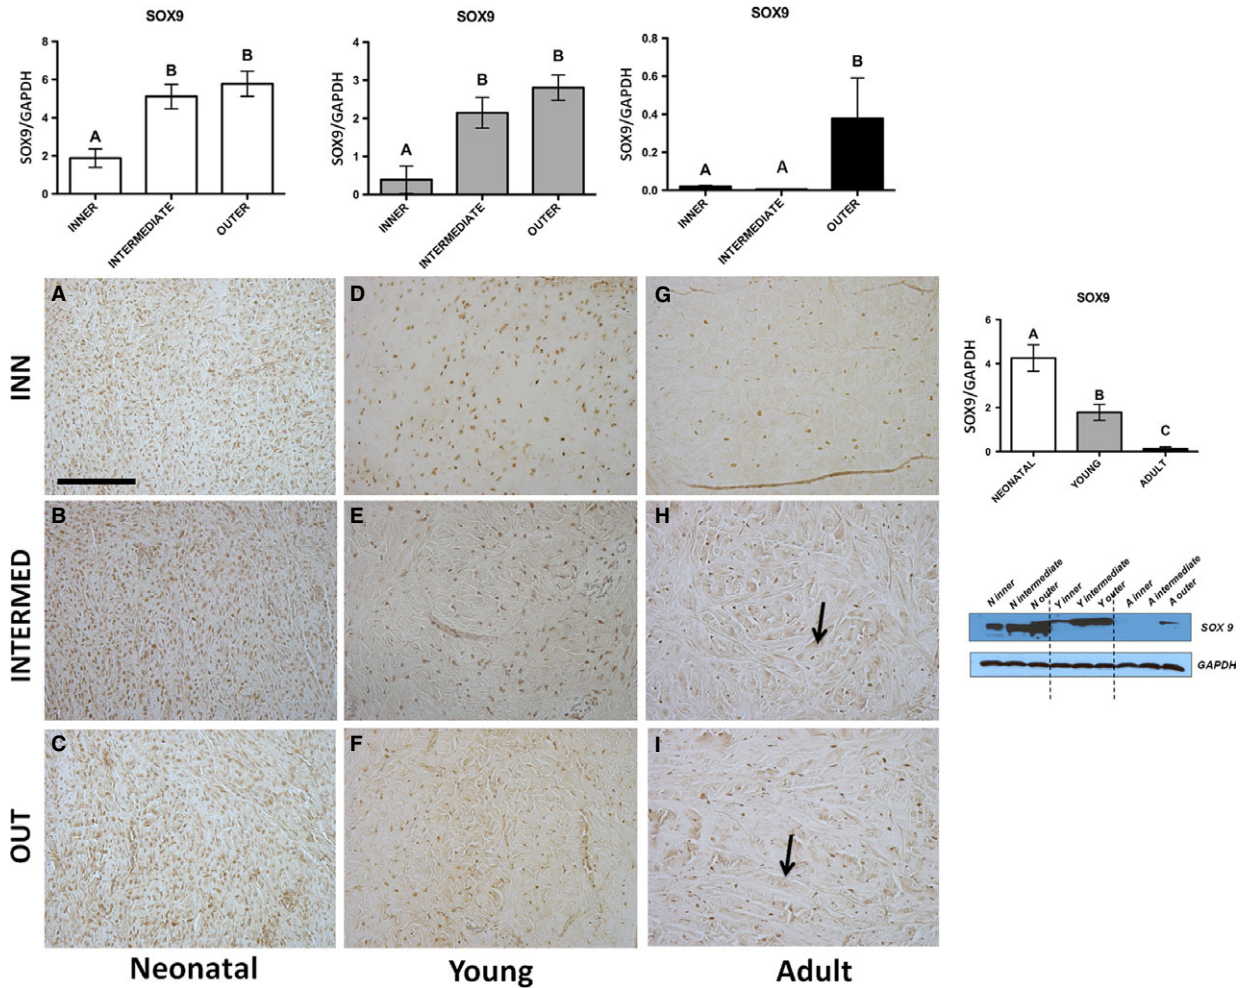 SOX9
SOX9/GAPDH
8
6
4
2
0
A
B
B
INNER
INTERMEDIATE
OUTER
SOX9
SOX9/GAPDH
4
3
2
1
0
A
B
B
INNER
INTERMEDIATE
OUTER
SOX9
SOX9/GAPDH
0.8
0.6
0.4
0.2
0.0
A
A
B
INNER
INTERMEDIATE
OUTER
INN
A
D
G
INTERMED
B
E
H
OUT
C
F
I
Neonatal
Young
Adult
SOX9
SOX9/GAPDH
6
4
2
0
A
B
C
NEONATAL
YOUNG
ADULT
N inner
N intermediate
N outer
Y inner
Y intermediate
Y outer
A inner
A intermediate
A outer
SOX 9
GAPDH